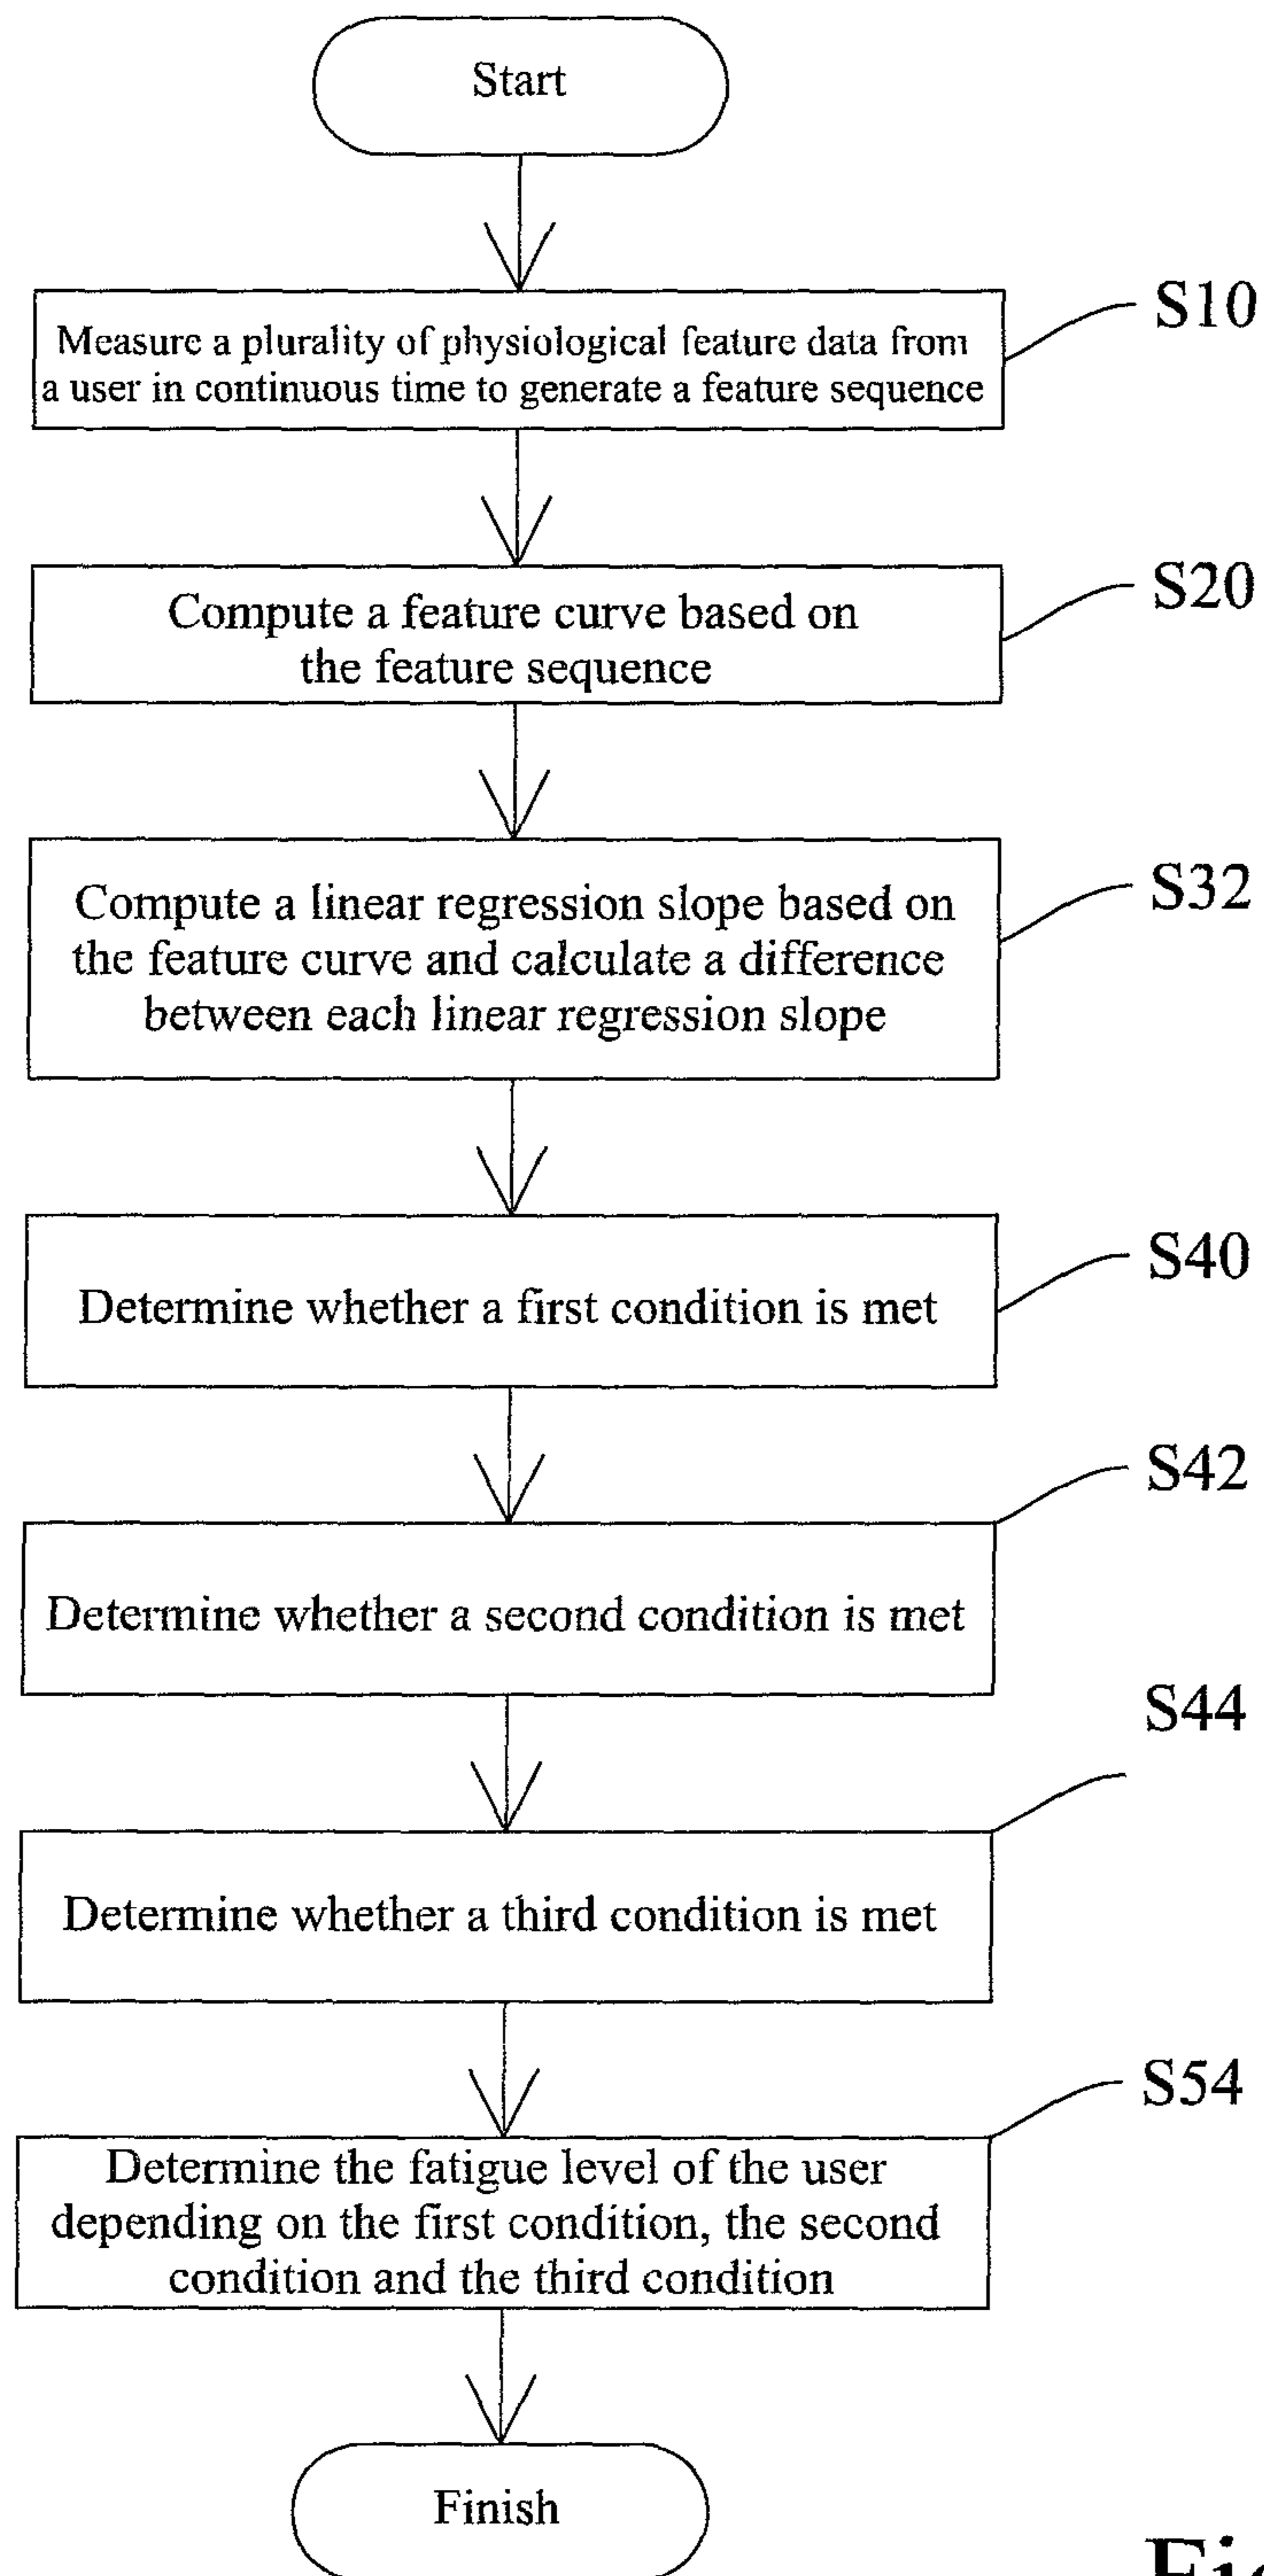 Start
S10
Measure a plurality of physiological feature data from
a user in continuous time to generate a feature sequence
S20
Compute a feature curve based on
the feature sequence
S32
Compute a linear regression slope based on
the feature curve and calculate a difference
between each linear regression slope
S40
Determine whether a first condition is met
S42
Determine whether a second condition is met
S44
Determine whether a third condition is met
S54
Determine the fatigue level of the user
depending on the first condition, the second
condition and the third condition
Finish